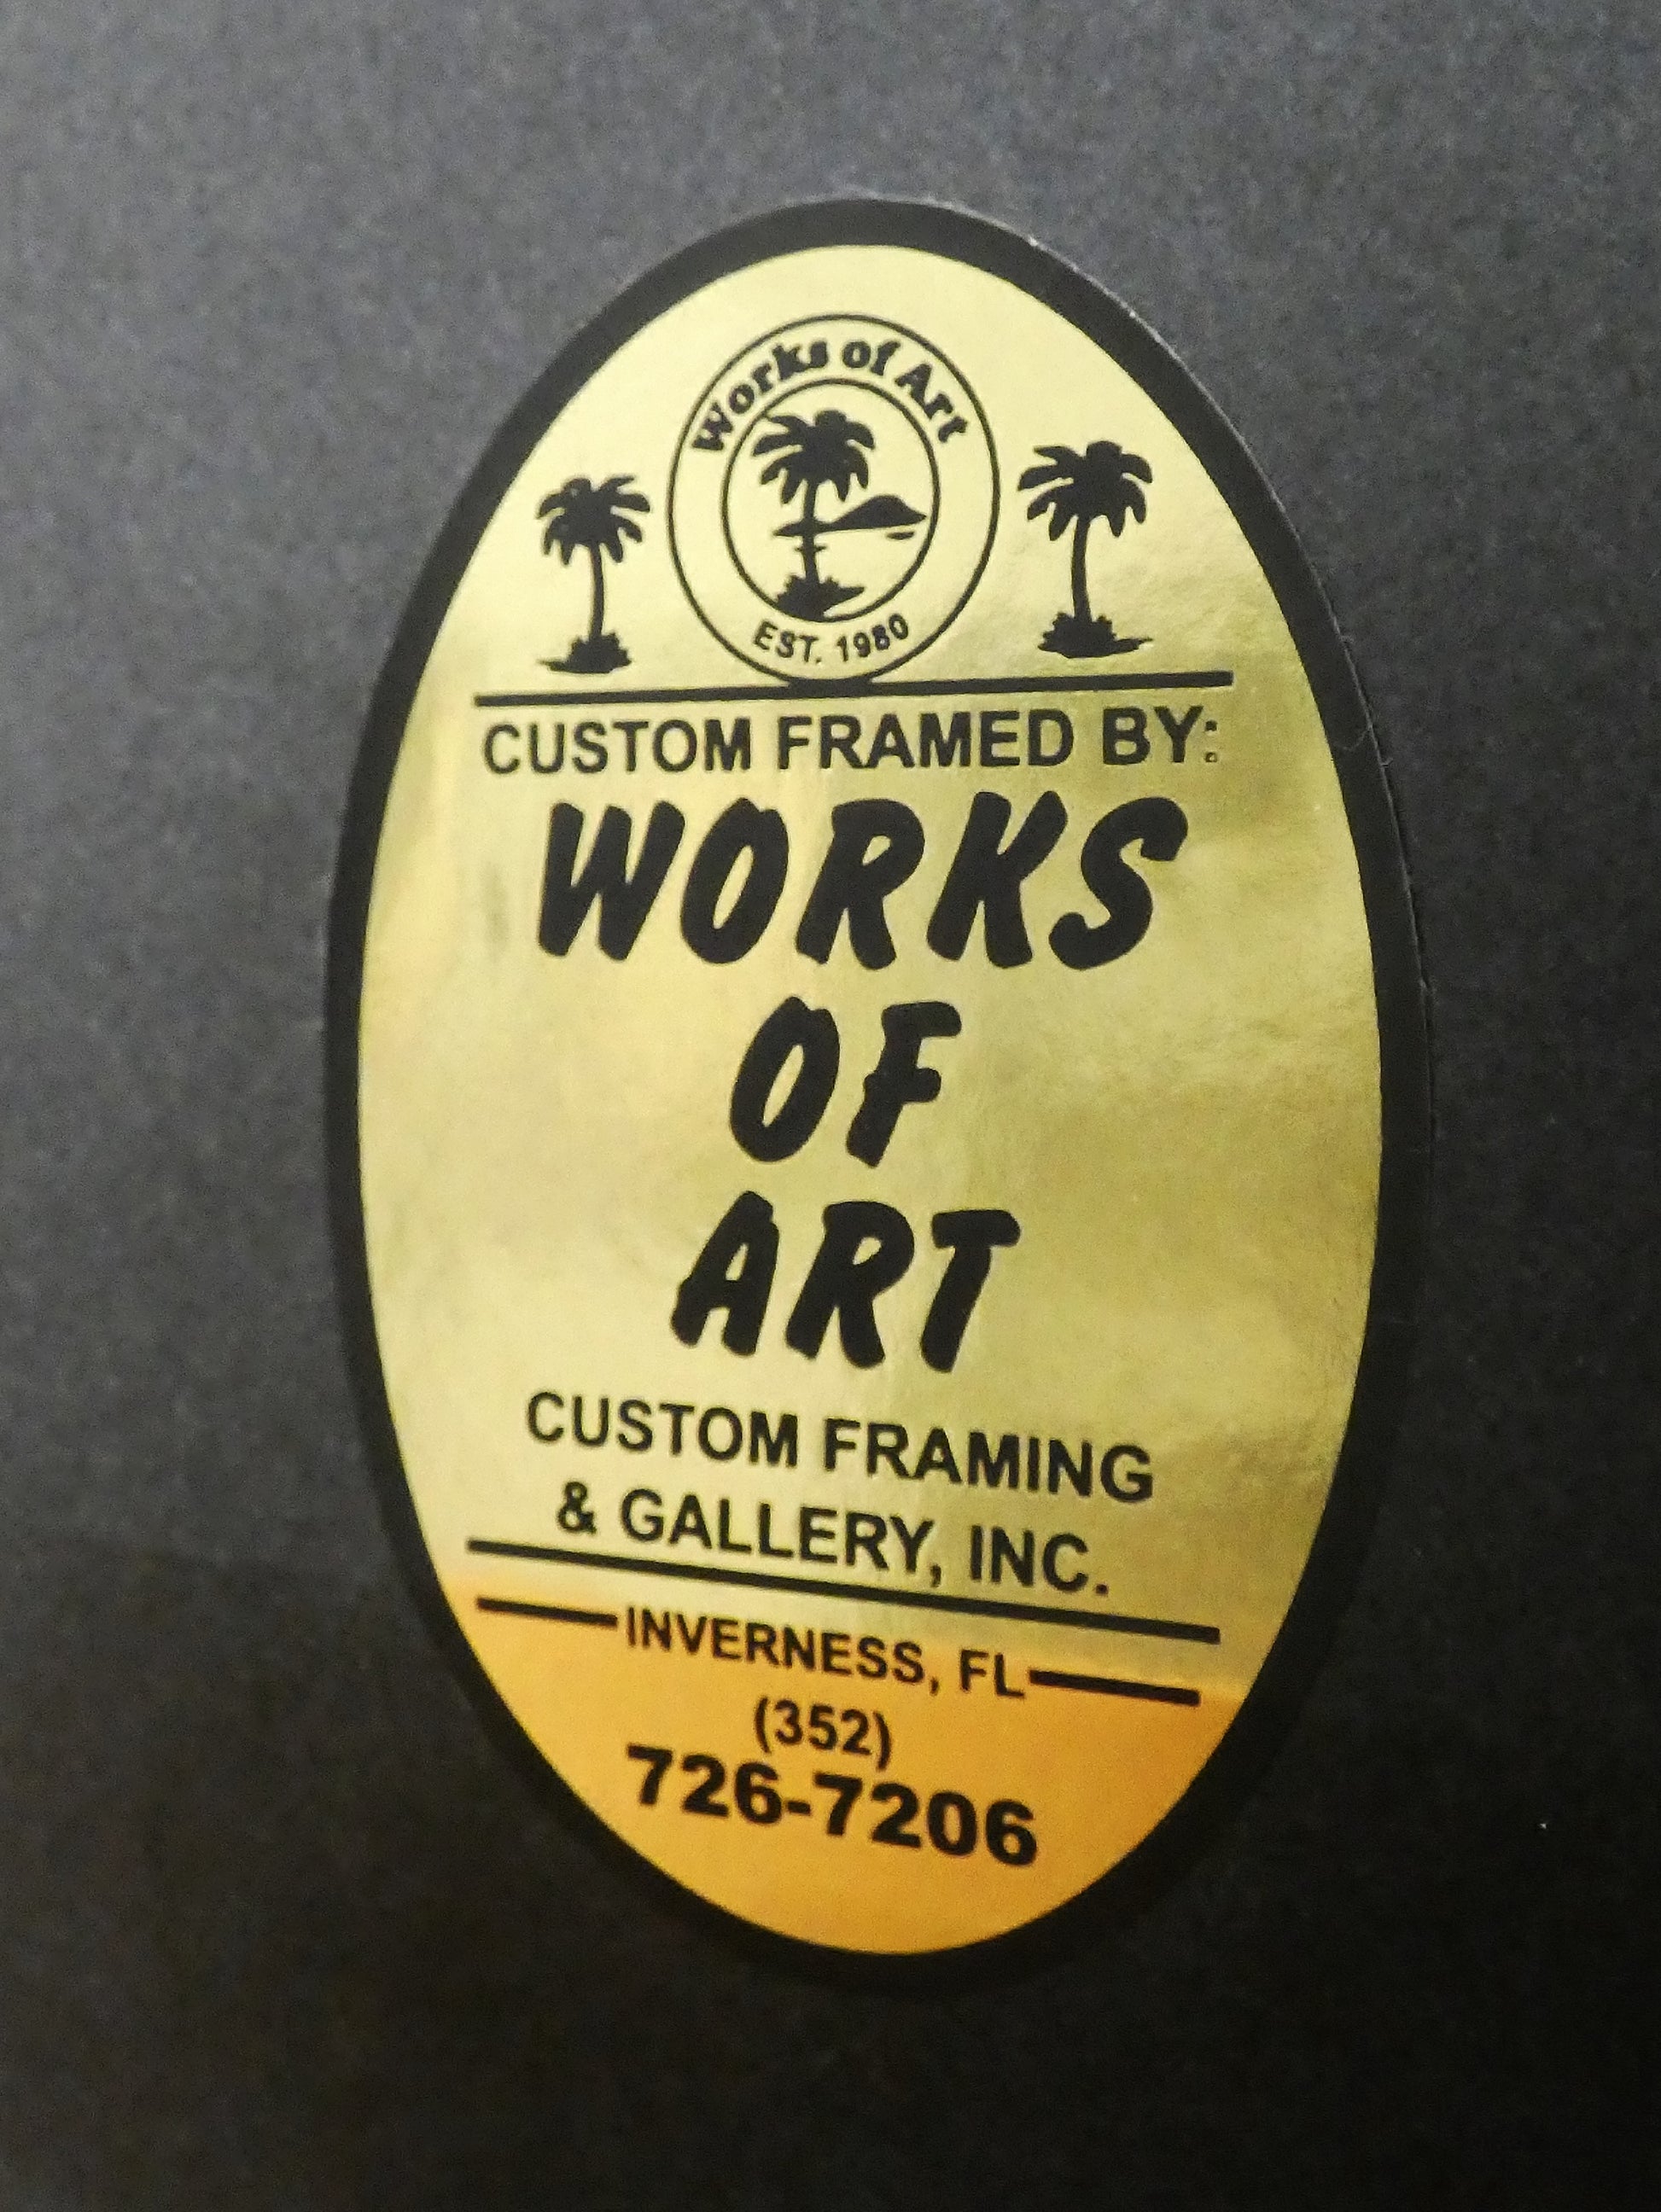 Works of Art
EST. 1980
CUSTOM FRAMED BY:
WORKS
OF
ART
CUSTOM FRAMING
& GALLERY, INC.
INVERNESS, FL
(352)
726-7206